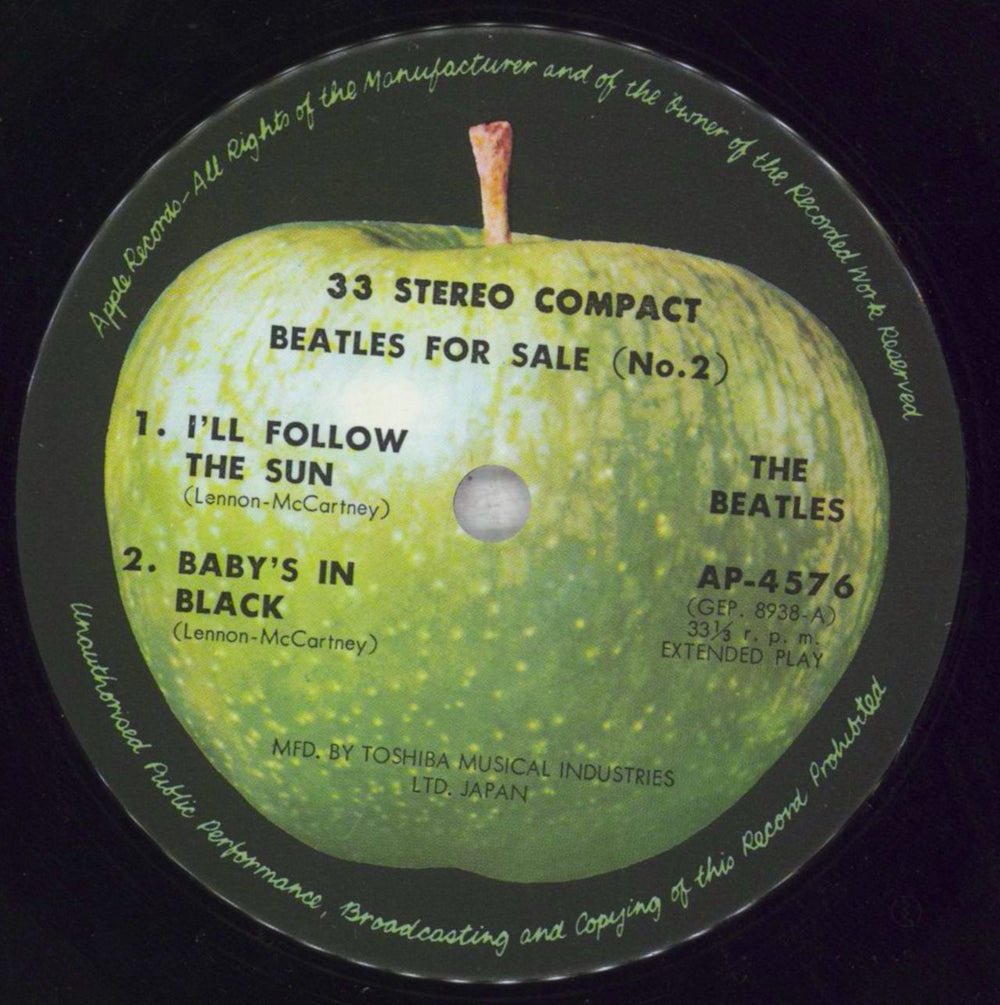 Apple Records - All Rights of the Manufacturer and of the Owner of the Recorded Work Reserved
33 STEREO COMPACT
BEATLES FOR SALE (No.2)
1. I'LL FOLLOW
THE SUN
(Lennon-McCartney)
2. BABY'S IN
BLACK
(Lennon-McCartney)
THE
BEATLES
AP-4576
(GEP. 8938-A)
33⅓ r. p. m.
EXTENDED PLAY
MFD. BY TOSHIBA MUSICAL INDUSTRIES
LTD. JAPAN
Unauthorised Public Performance, Broadcasting and Copying of this Record Prohibited